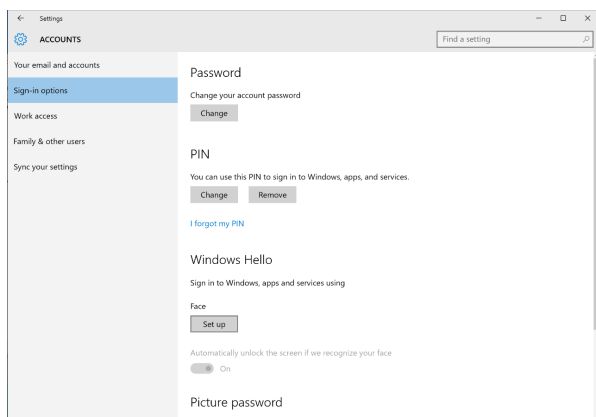 Settings
ACCOUNTS
Find a setting
Your email and accounts
Sign-in options
Work access
Family & other users
Sync your settings
Password
Change your account password
Change
PIN
You can use this PIN to sign in to Windows, apps, and services.
Change Remove
I forgot my PIN
Windows Hello
Sign in to Windows, apps and services using
Face
Set up
Automatically unlock the screen if we recognize your face
On
Picture password